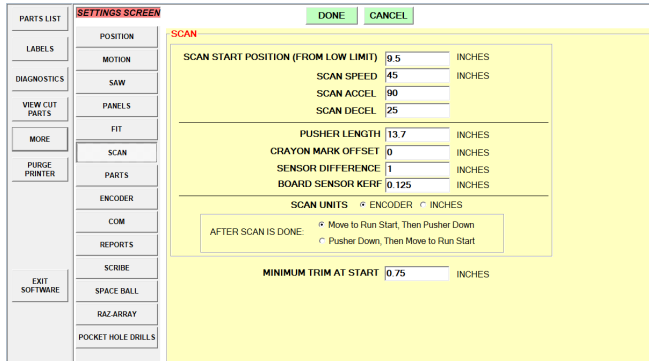 PARTS LIST
LABELS
DIAGNOSTICS
VIEW CUT
PARTS
MORE
PURGE
PRINTER
EXIT
SOFTWARE
SETTINGS SCREEN
POSITION
MOTION
SAW
PANELS
FIT
SCAN
PARTS
ENCODER
COM
REPORTS
SCRIBE
SPACE BALL
RAZ-ARRAY
POCKET HOLE DRILLS
DONE CANCEL
SCAN
SCAN START POSITION (FROM LOW LIMIT) 9.5 INCHES
SCAN SPEED 45 INCHES
SCAN ACCEL 90
SCAN DECEL 25
PUSHER LENGTH 13.7 INCHES
CRAYON MARK OFFSET 0 INCHES
SENSOR DIFFERENCE 1 INCHES
BOARD SENSOR KERF 0.125 INCHES
SCAN UNITS ENCODER INCHES
AFTER SCAN IS DONE: Move to Run Start, Then Pusher Down
Pusher Down, Then Move to Run Start
MINIMUM TRIM AT START 0.75 INCHES